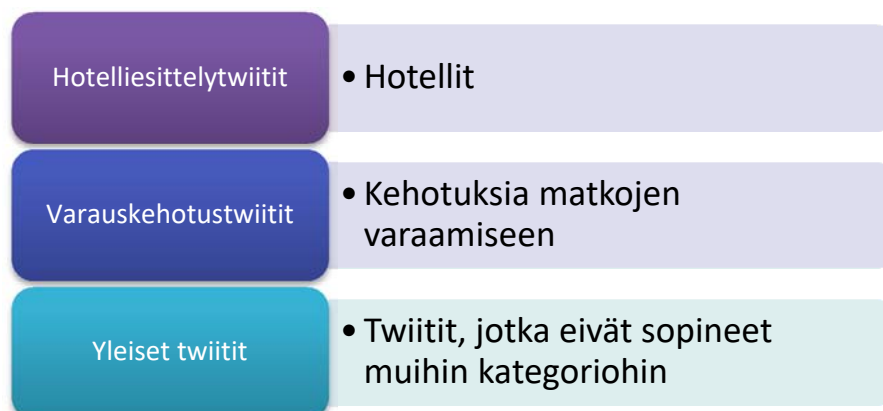 Hotelliesittelytwiitit
• Hotellit
Varauskehotustwiitit
• Kehotuksia matkojen
varaamiseen
Yleiset twiitit
• Twiitit, jotka eivät sopineet
muihin kategoriohin